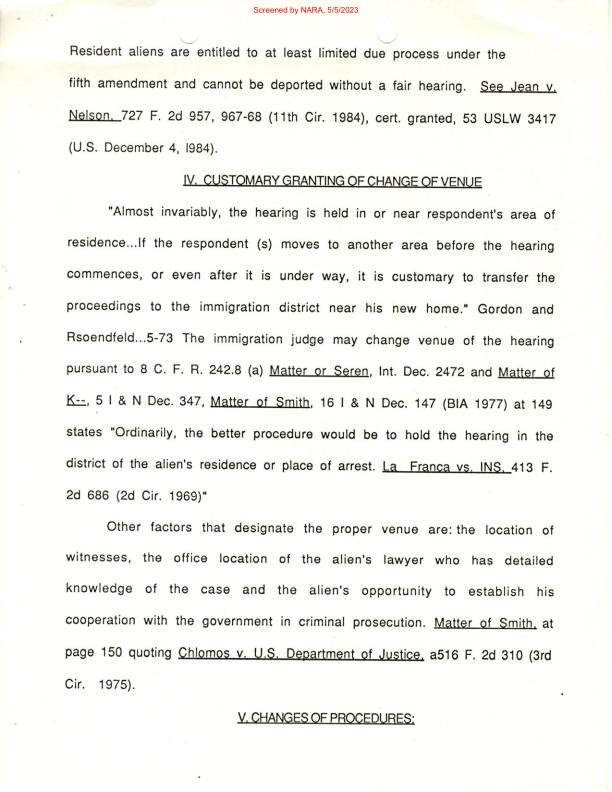 Screened by NARA, 5/5/2023
Resident aliens are entitled to at least limited due process under the
fifth amendment and cannot be deported without a fair hearing. See Jean v.
Nelson, 727 F. 2d 957, 967-68 (11th Cir. 1984), cert. granted, 53 USLW 3417
(U.S. December 4, 1984).
IV. CUSTOMARY GRANTING OF CHANGE OF VENUE
"Almost invariably, the hearing is held in or near respondent's area of
residence...If the respondent (s) moves to another area before the hearing
commences, or even after it is under way, it is customary to transfer the
proceedings to the immigration district near his new home." Gordon and
Rsoendfeld...5-73 The immigration judge may change venue of the hearing
pursuant to 8 C. F. R. 242.8 (a) Matter or Seren, Int. Dec. 2472 and Matter of
K--, 5 I & N Dec. 347, Matter of Smith, 16 I & N Dec. 147 (BIA 1977) at 149
states "Ordinarily, the better procedure would be to hold the hearing in the
district of the alien's residence or place of arrest. La Franca vs. INS, 413 F.
2d 686 (2d Cir. 1969)"
Other factors that designate the proper venue are: the location of
witnesses, the office location of the alien's lawyer who has detailed
knowledge of the case and the alien's opportunity to establish his
cooperation with the government in criminal prosecution. Matter of Smith, at
page 150 quoting Chlomos v. U.S. Department of Justice, a516 F. 2d 310 (3rd
Cir. 1975).
V. CHANGES OF PROCEDURES: